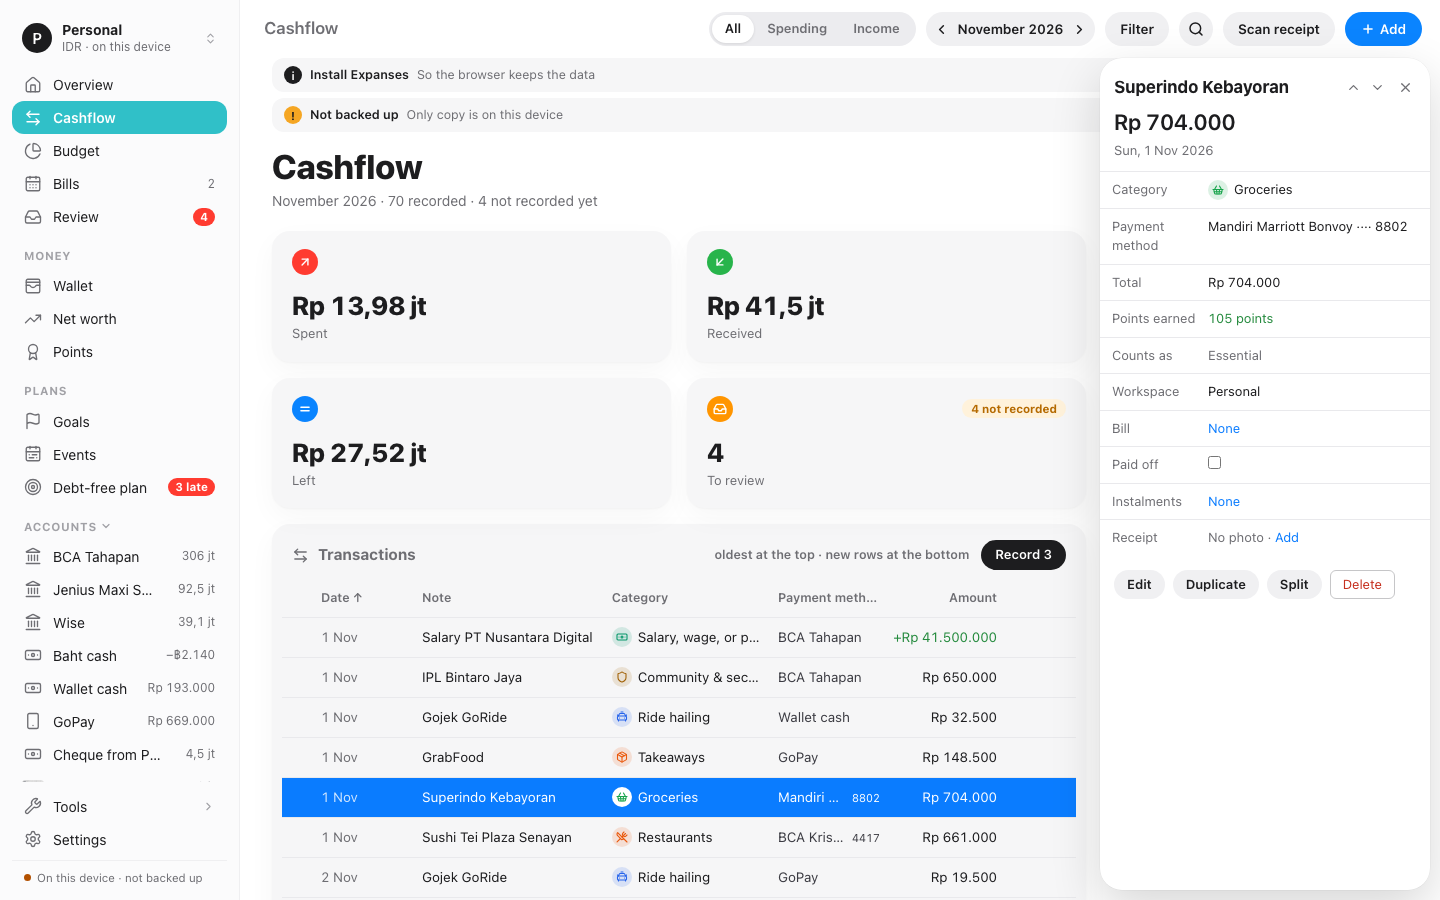 P
Personal
IDR · on this device
Overview
Cashflow
Budget
Bills 2
Review 4
MONEY
Wallet
Net worth
Points
PLANS
Goals
Events
Debt-free plan 3 late
ACCOUNTS
BCA Tahapan 306 jt
Jenius Maxi S... 92,5 jt
Wise 39,1 jt
Baht cash −฿2.140
Wallet cash Rp 193.000
GoPay Rp 669.000
Cheque from P... 4,5 jt
Tools
Settings
On this device · not backed up
Cashflow
All Spending Income
November 2026
Filter
Scan receipt
+ Add
Install Expanses So the browser keeps the data
Not backed up Only copy is on this device
Cashflow
November 2026 · 70 recorded · 4 not recorded yet
Rp 13,98 jt
Spent
Rp 41,5 jt
Received
Rp 27,52 jt
Left
4 not recorded
4
To review
Transactions
oldest at the top · new rows at the bottom
Record 3
Date ↑ Note Category Payment meth... Amount
1 Nov Salary PT Nusantara Digital Salary, wage, or p... BCA Tahapan +Rp 41.500.000
1 Nov IPL Bintaro Jaya Community & sec... BCA Tahapan Rp 650.000
1 Nov Gojek GoRide Ride hailing Wallet cash Rp 32.500
1 Nov GrabFood Takeaways GoPay Rp 148.500
1 Nov Superindo Kebayoran Groceries Mandiri ... 8802 Rp 704.000
1 Nov Sushi Tei Plaza Senayan Restaurants BCA Kris... 4417 Rp 661.000
2 Nov Gojek GoRide Ride hailing GoPay Rp 19.500
Superindo Kebayoran
Rp 704.000
Sun, 1 Nov 2026
Category Groceries
Payment method Mandiri Marriott Bonvoy ···· 8802
Total Rp 704.000
Points earned 105 points
Counts as Essential
Workspace Personal
Bill None
Paid off
Instalments None
Receipt No photo · Add
Edit Duplicate Split Delete